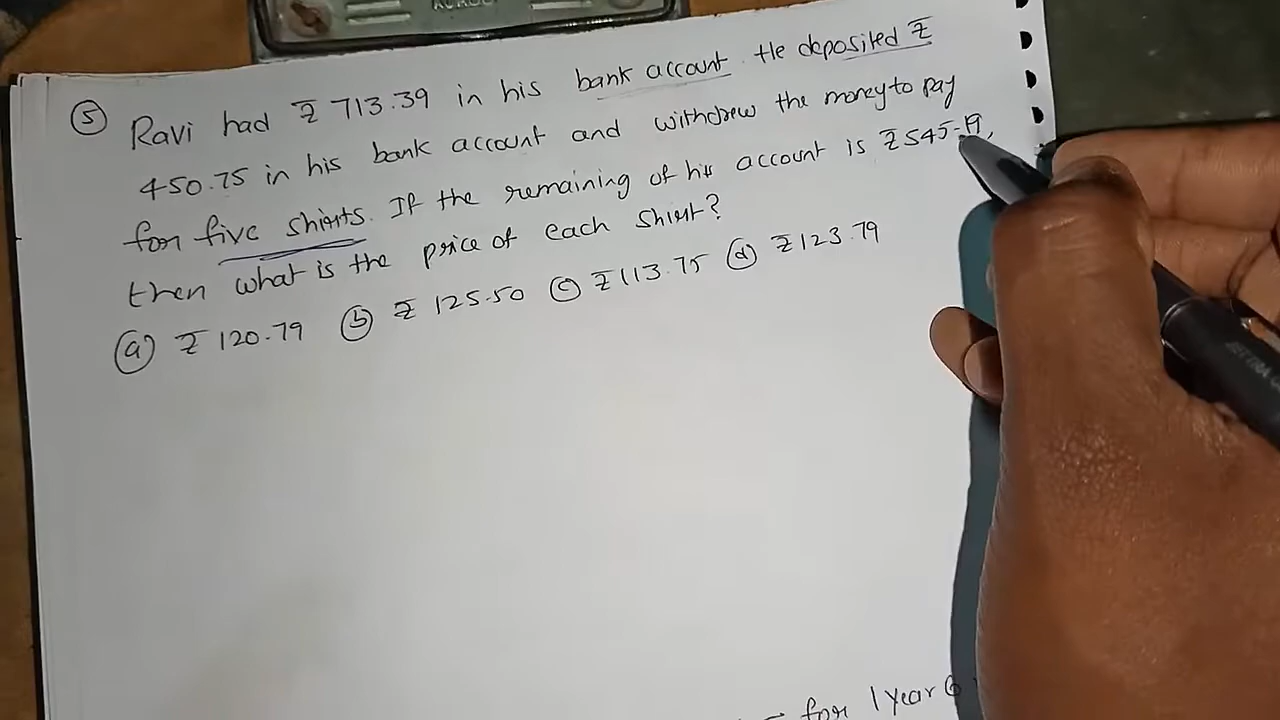 ⑤ Ravi had ₹ 713.39 in his bank account. He deposited ₹
450.75 in his bank account and withdrew the money to pay
for five shirts. If the remaining of his account is ₹545.19,
then what is the price of each shirt?
ⓐ ₹ 120.79 ⓑ ₹ 125.50 ⓒ ₹113.75 ⓓ ₹123.79
for 1 year 6